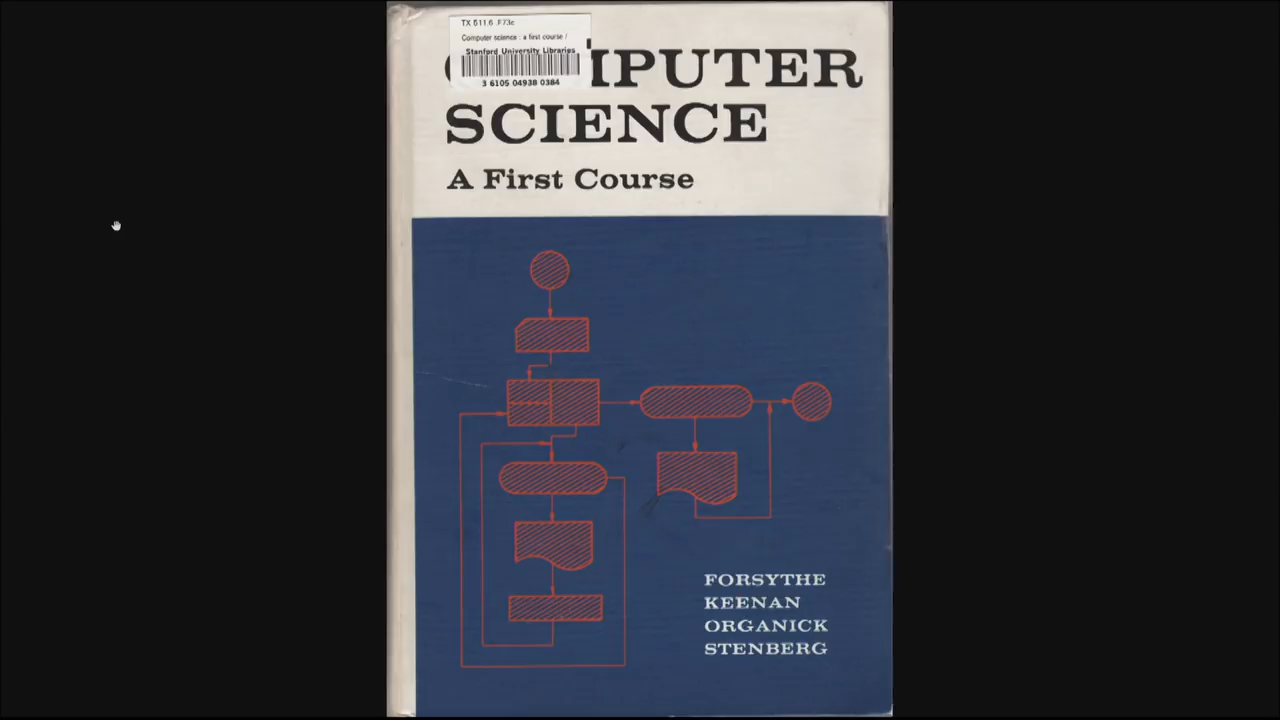 TX 511.6 .F73c
Computer science : a first course /
Stanford University Libraries
3 6105 04938 0384
SCIENCE
A First Course
FORSYTHE
KEENAN
ORGANICK
STENBERG